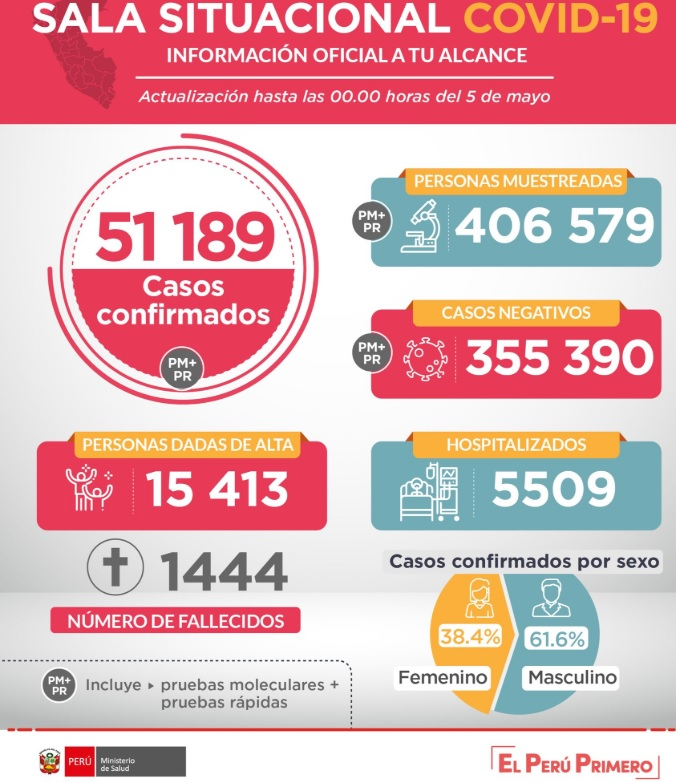 SALA SITUACIONAL COVID-19
INFORMACIÓN OFICIAL A TU ALCANCE
Actualización hasta las 00.00 horas del 5 de mayo
51 189
Casos
confirmados
PM+
PR
PERSONAS MUESTREADAS
PM+
PR
406 579
CASOS NEGATIVOS
PM+
PR
355 390
PERSONAS DADAS DE ALTA
15 413
HOSPITALIZADOS
5509
1444
NÚMERO DE FALLECIDOS
Casos confirmados por sexo
38.4%
61.6%
Femenino
Masculino
PM+
PR
Incluye ▸ pruebas moleculares +
pruebas rápidas
PERÚ
Ministerio
de Salud
EL PERÚ PRIMERO